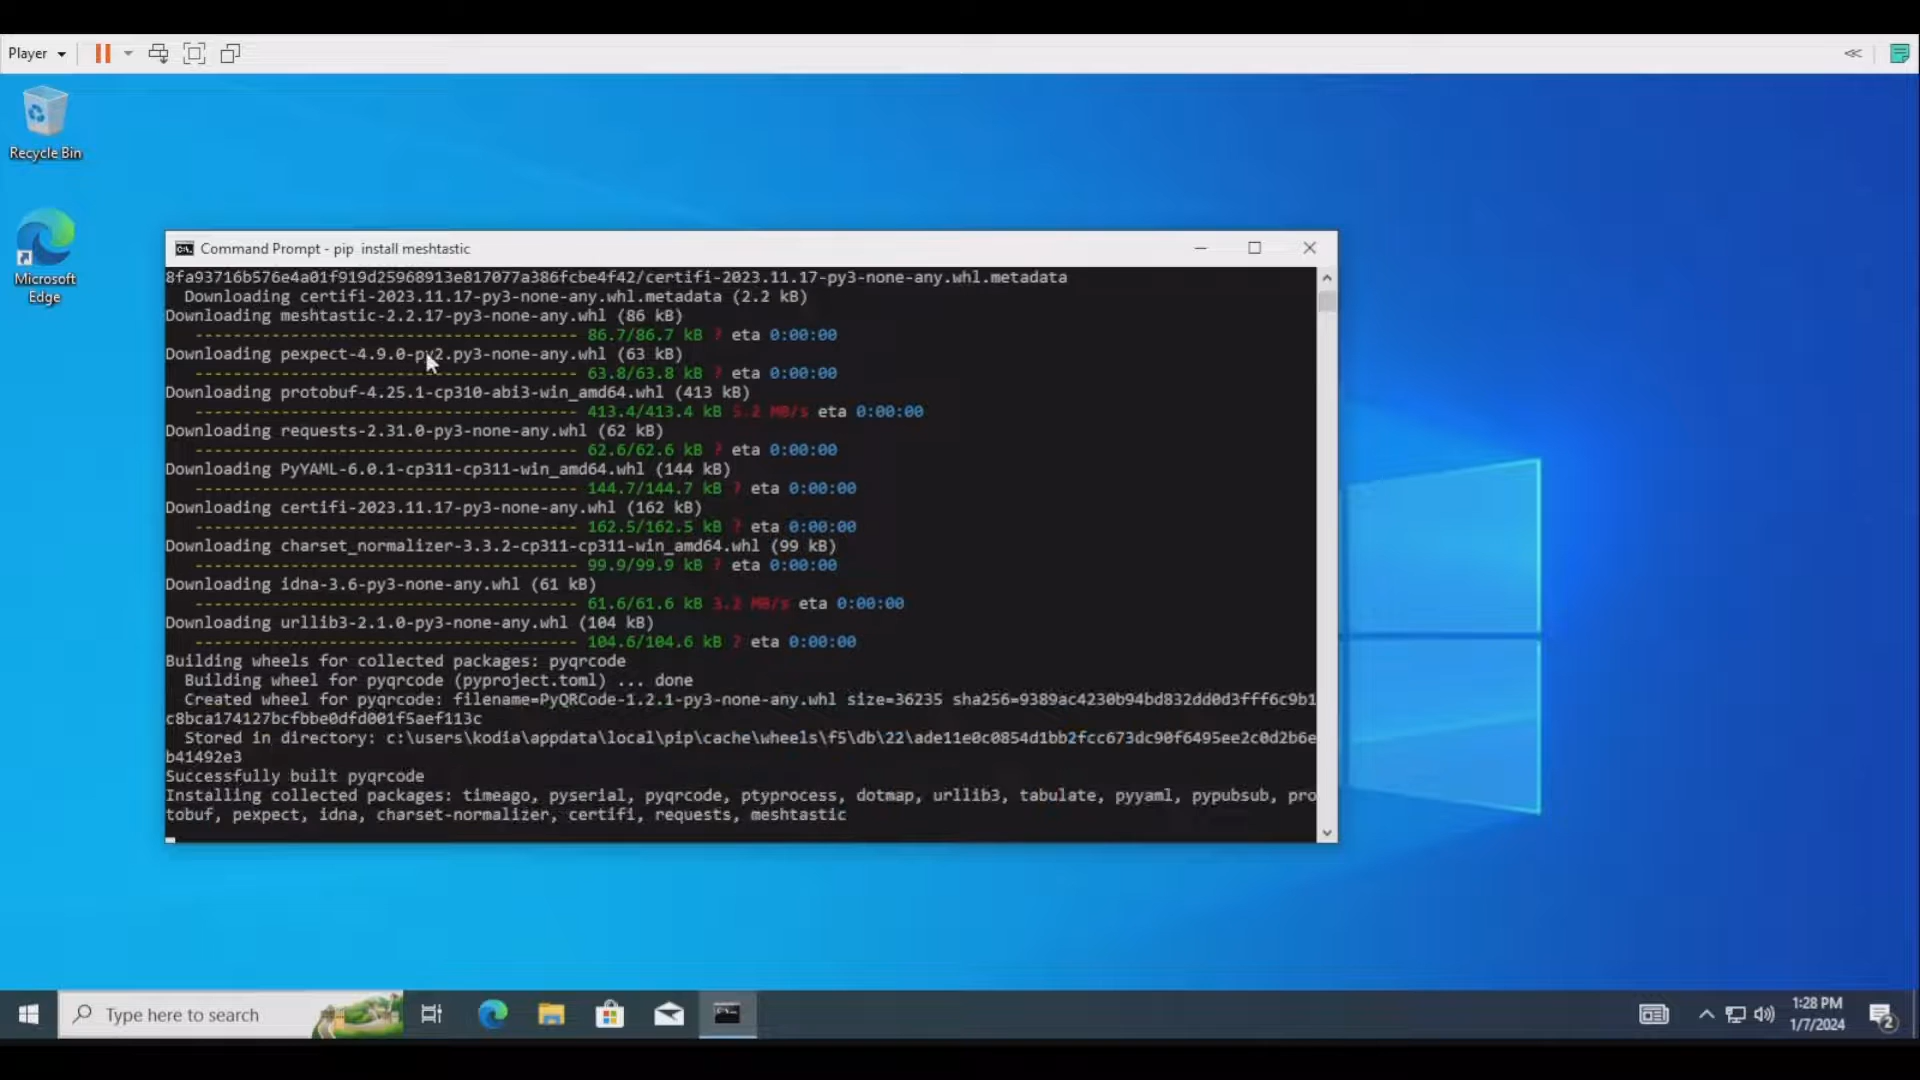 Player
Recycle Bin
Microsoft
Edge
Command Prompt - pip  install meshtastic
8fa93716b576e4a01f919d25968913e817077a386fcbe4f42/certifi-2023.11.17-py3-none-any.whl.metadata
  Downloading certifi-2023.11.17-py3-none-any.whl.metadata (2.2 kB)
Downloading meshtastic-2.2.17-py3-none-any.whl (86 kB)
   ---------------------------------------- 86.7/86.7 kB ? eta 0:00:00
Downloading pexpect-4.9.0-py2.py3-none-any.whl (63 kB)
   ---------------------------------------- 63.8/63.8 kB ? eta 0:00:00
Downloading protobuf-4.25.1-cp310-abi3-win_amd64.whl (413 kB)
   ---------------------------------------- 413.4/413.4 kB 5.2 MB/s eta 0:00:00
Downloading requests-2.31.0-py3-none-any.whl (62 kB)
   ---------------------------------------- 62.6/62.6 kB ? eta 0:00:00
Downloading PyYAML-6.0.1-cp311-cp311-win_amd64.whl (144 kB)
   ---------------------------------------- 144.7/144.7 kB ? eta 0:00:00
Downloading certifi-2023.11.17-py3-none-any.whl (162 kB)
   ---------------------------------------- 162.5/162.5 kB ? eta 0:00:00
Downloading charset_normalizer-3.3.2-cp311-cp311-win_amd64.whl (99 kB)
   ---------------------------------------- 99.9/99.9 kB ? eta 0:00:00
Downloading idna-3.6-py3-none-any.whl (61 kB)
   ---------------------------------------- 61.6/61.6 kB 3.2 MB/s eta 0:00:00
Downloading urllib3-2.1.0-py3-none-any.whl (104 kB)
   ---------------------------------------- 104.6/104.6 kB ? eta 0:00:00
Building wheels for collected packages: pyqrcode
  Building wheel for pyqrcode (pyproject.toml) ... done
  Created wheel for pyqrcode: filename=PyQRCode-1.2.1-py3-none-any.whl size=36235 sha256=9389ac4230b94bd832dd0d3fff6c9b1
c8bca174127bcfbbe0dfd001f5aef113c
  Stored in directory: c:\users\kodia\appdata\local\pip\cache\wheels\f5\db\22\ade11e0c0854d1bb2fcc673dc90f6495ee2c0d2b6e
b41492e3
Successfully built pyqrcode
Installing collected packages: timeago, pyserial, pyqrcode, ptyprocess, dotmap, urllib3, tabulate, pyyaml, pypubsub, pro
tobuf, pexpect, idna, charset-normalizer, certifi, requests, meshtastic
Type here to search
1:28 PM
1/7/2024
2